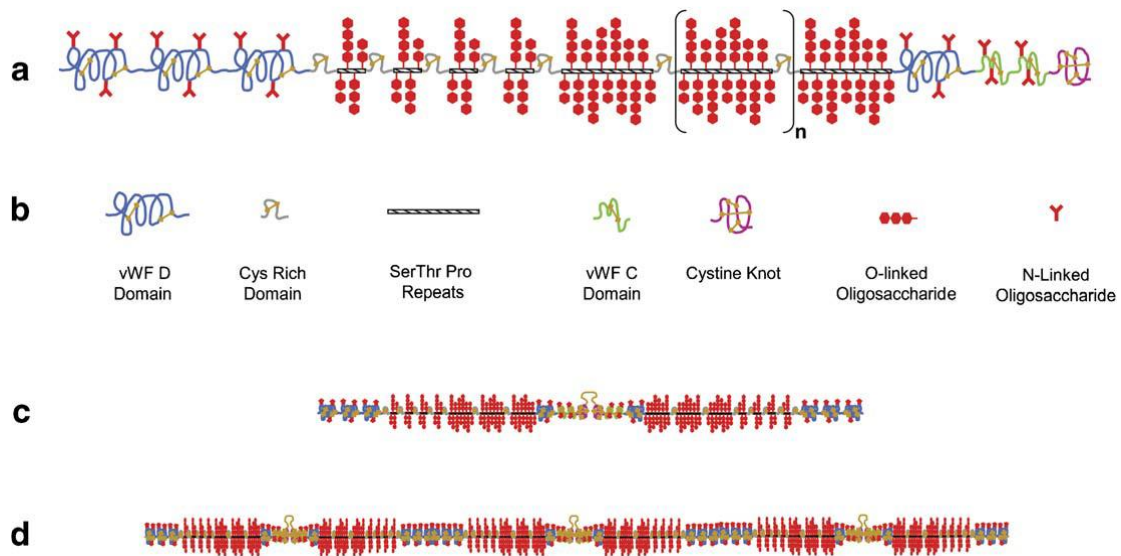 a
n
b
vWF D
Domain
Cys Rich
Domain
SerThr Pro
Repeats
vWF C
Domain
Cystine Knot
O-linked
Oligosaccharide
N-Linked
Oligosaccharide
c
d